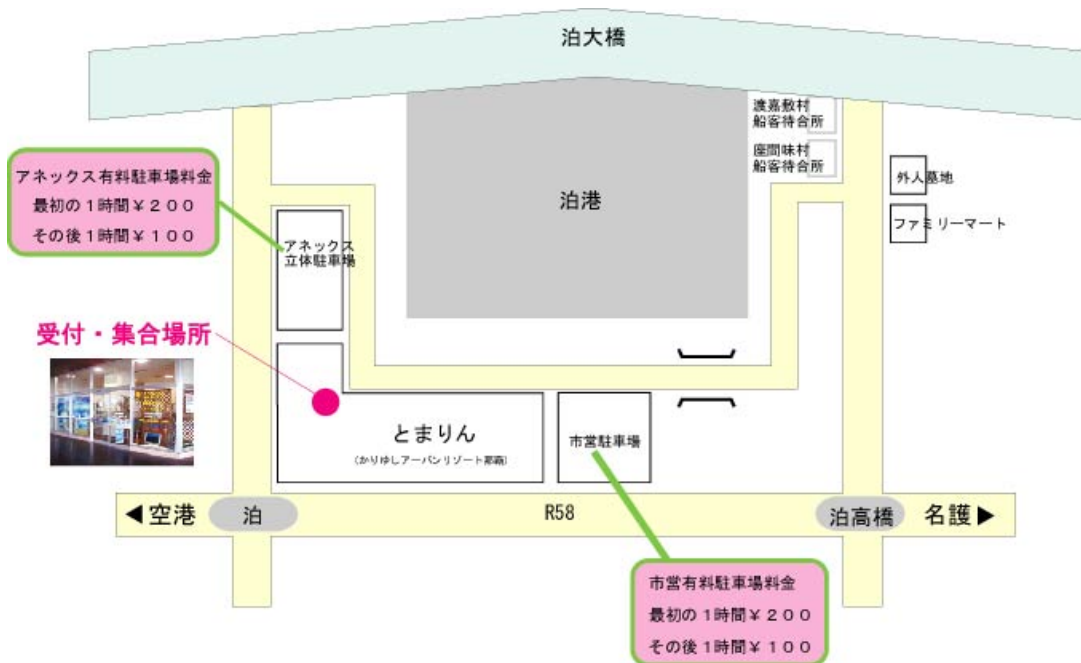 泊大橋
渡嘉敷村
船客待合所
座間味村
船客待合所
アネックス有料駐車場料金
最初の1時間¥200
その後1時間¥100
泊港
外人墓地
ファミリーマート
アネックス
立体駐車場
受付・集合場所
とまりん
(かりゆしアーバンリゾート那覇)
市営駐車場
◀空港
泊
R58
泊高橋
名護▶
市営有料駐車場料金
最初の1時間¥200
その後1時間¥100